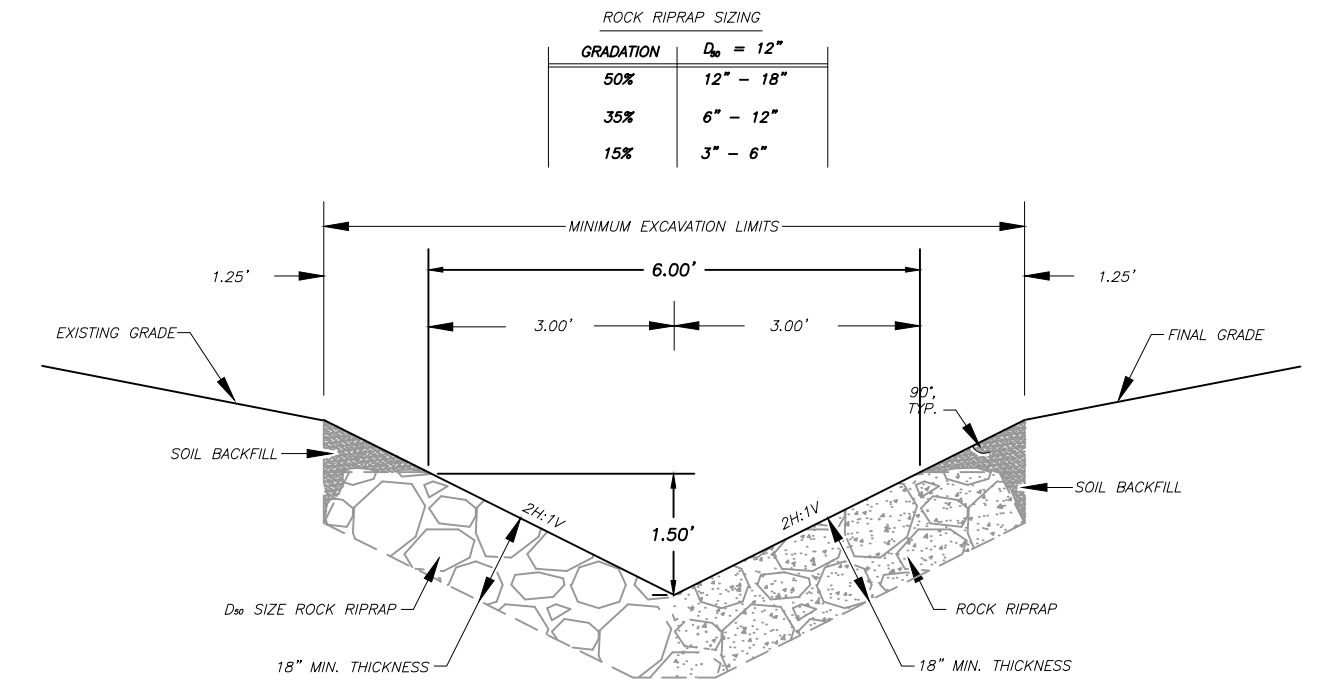 ROCK RIPRAP SIZING
GRADATION D50 = 12"
50% 12" - 18"
35% 6" - 12"
15% 3" - 6"
MINIMUM EXCAVATION LIMITS
1.25' 6.00' 1.25'
3.00' 3.00'
EXISTING GRADE
FINAL GRADE
90°,
TYP.
SOIL BACKFILL
SOIL BACKFILL
2H:1V 2H:1V
1.50'
D50 SIZE ROCK RIPRAP
ROCK RIPRAP
18" MIN. THICKNESS
18" MIN. THICKNESS